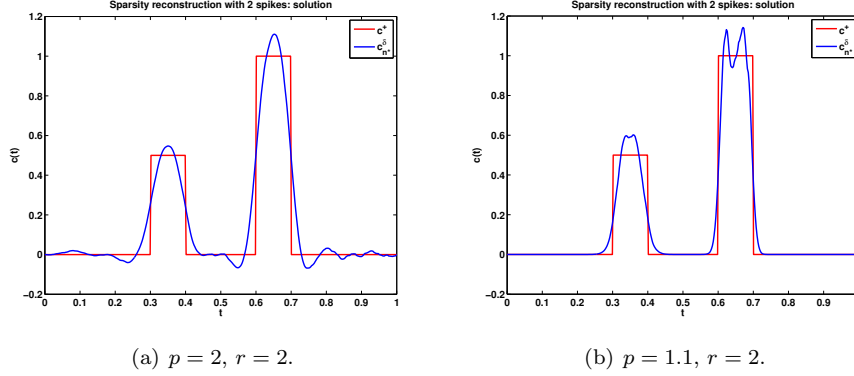 Sparsity reconstruction with 2 spikes: solution
1.2
1
0.8
0.6
0.4
0.2
0
−0.2
c(t)
c⁺
c^δ_n*
0 0.1 0.2 0.3 0.4 0.5 0.6 0.7 0.8 0.9 1
t
(a) p = 2, r = 2.
Sparsity reconstruction with 2 spikes: solution
1.2
1
0.8
0.6
0.4
0.2
0
−0.2
c(t)
c⁺
c^δ_n*
0 0.1 0.2 0.3 0.4 0.5 0.6 0.7 0.8 0.9
t
(b) p = 1.1, r = 2.